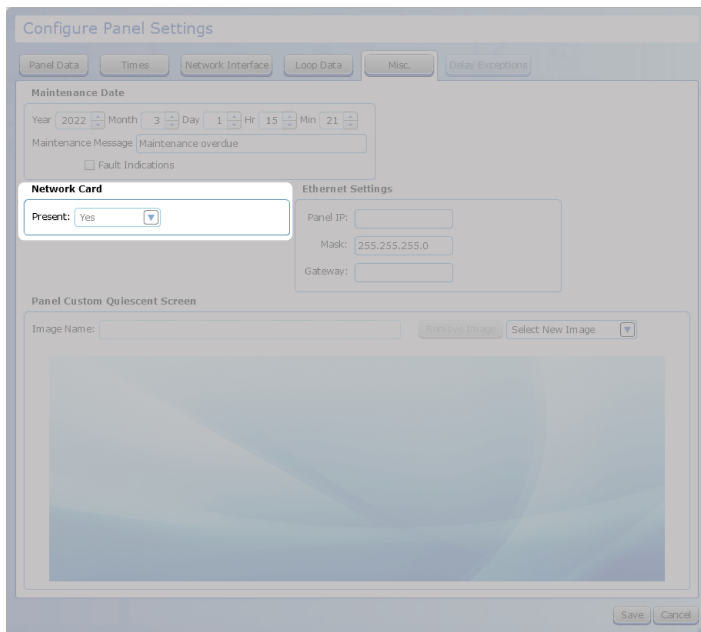 Configure Panel Settings
Panel Data Times Network Interface Loop Data Misc. Delay Exceptions
Maintenance Date
Year 2022 Month 3 Day 1 Hr 15 Min 21
Maintenance Message Maintenance overdue
Fault Indications
Network Card
Present: Yes
Ethernet Settings
Panel IP:
Mask: 255.255.255.0
Gateway:
Panel Custom Quiescent Screen
Image Name: Remove Image Select New Image
Save Cancel